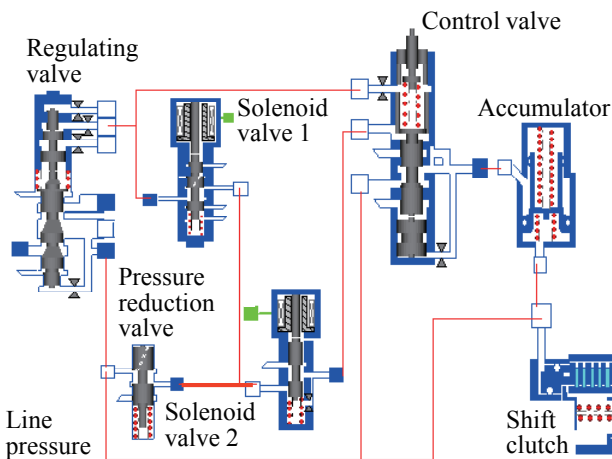 Control valve
Regulating
valve
Solenoid
valve 1
Accumulator
Pressure
reduction
valve
Solenoid
valve 2
Line
pressure
Shift
clutch